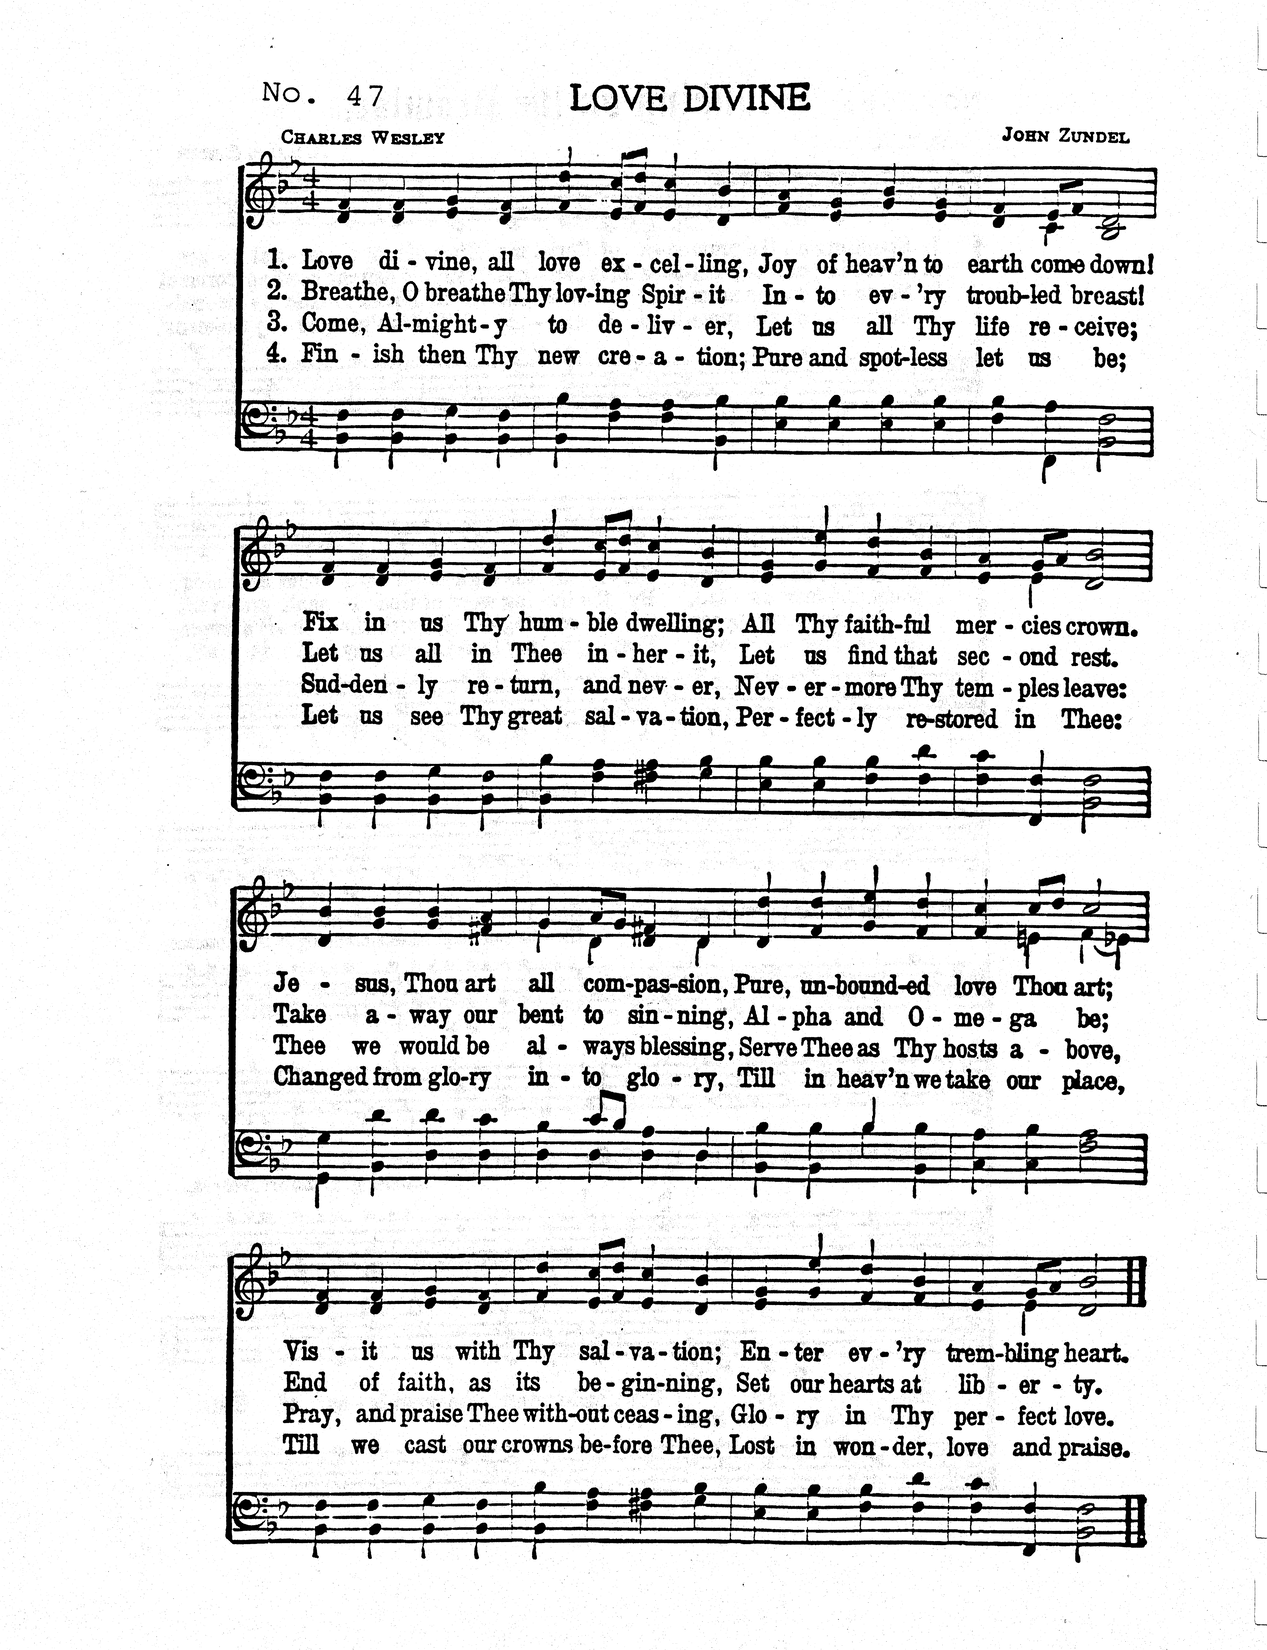 No. 47
LOVE DIVINE
CHARLES WESLEY
JOHN ZUNDEL
1. Love di - vine, all love ex - cel - ling, Joy of heav'n to earth come down!
2. Breathe, O breathe Thy lov-ing Spir - it In - to ev - 'ry troub-led breast!
3. Come, Al-might-y to de - liv - er, Let us all Thy life re - ceive;
4. Fin - ish then Thy new cre - a - tion; Pure and spot-less let us be;
Fix in us Thy hum - ble dwelling; All Thy faith-ful mer - cies crown.
Let us all in Thee in - her - it, Let us find that sec - ond rest.
Sud-den - ly re - turn, and nev - er, Nev - er - more Thy tem - ples leave:
Let us see Thy great sal - va - tion, Per - fect - ly re-stored in Thee:
Je - sus, Thou art all com-pas-sion, Pure, un-bound-ed love Thou art;
Take a - way our bent to sin - ning, Al - pha and O - me - ga be;
Thee we would be al - ways blessing, Serve Thee as Thy hosts a - bove,
Changed from glo-ry in - to glo - ry, Till in heav'n we take our place,
Vis - it us with Thy sal - va - tion; En - ter ev - 'ry trem-bling heart.
End of faith, as its be - gin-ning, Set our hearts at lib - er - ty.
Pray, and praise Thee with-out ceas - ing, Glo - ry in Thy per - fect love.
Till we cast our crowns be-fore Thee, Lost in won - der, love and praise.